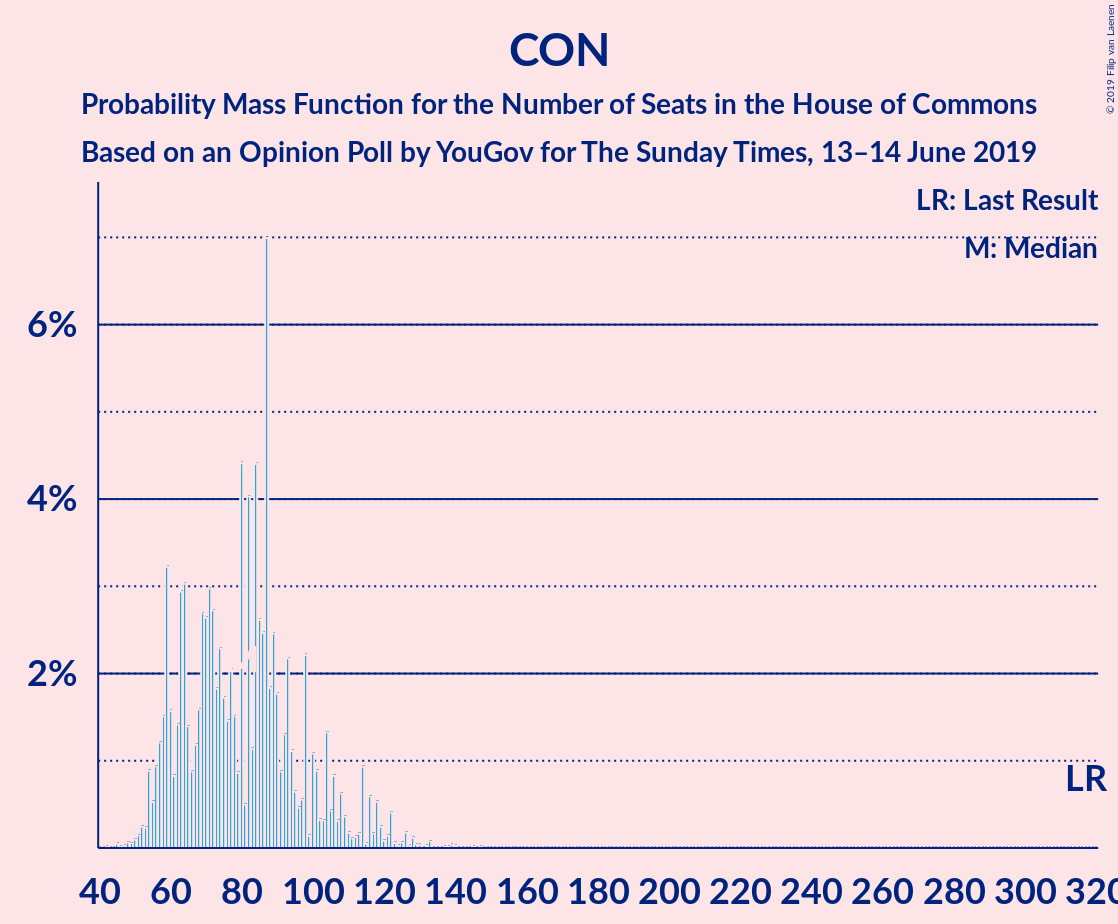 CON
Probability Mass Function for the Number of Seats in the House of Commons
Based on an Opinion Poll by YouGov for The Sunday Times, 13–14 June 2019
© 2019 Filip van Laenen
LR: Last Result
M: Median
6%
4%
2%
LR
40 60 80 100 120 140 160 180 200 220 240 260 280 300 320